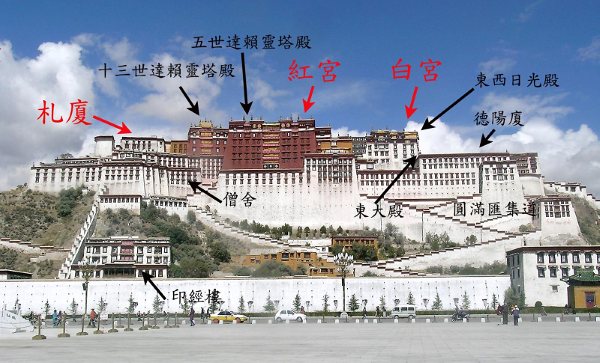 五世達賴靈塔殿
十三世達賴靈塔殿
紅宮
白宮
東西日光殿
札廈
德陽廈
僧舍
東大殿
圓滿匯集道
印經樓